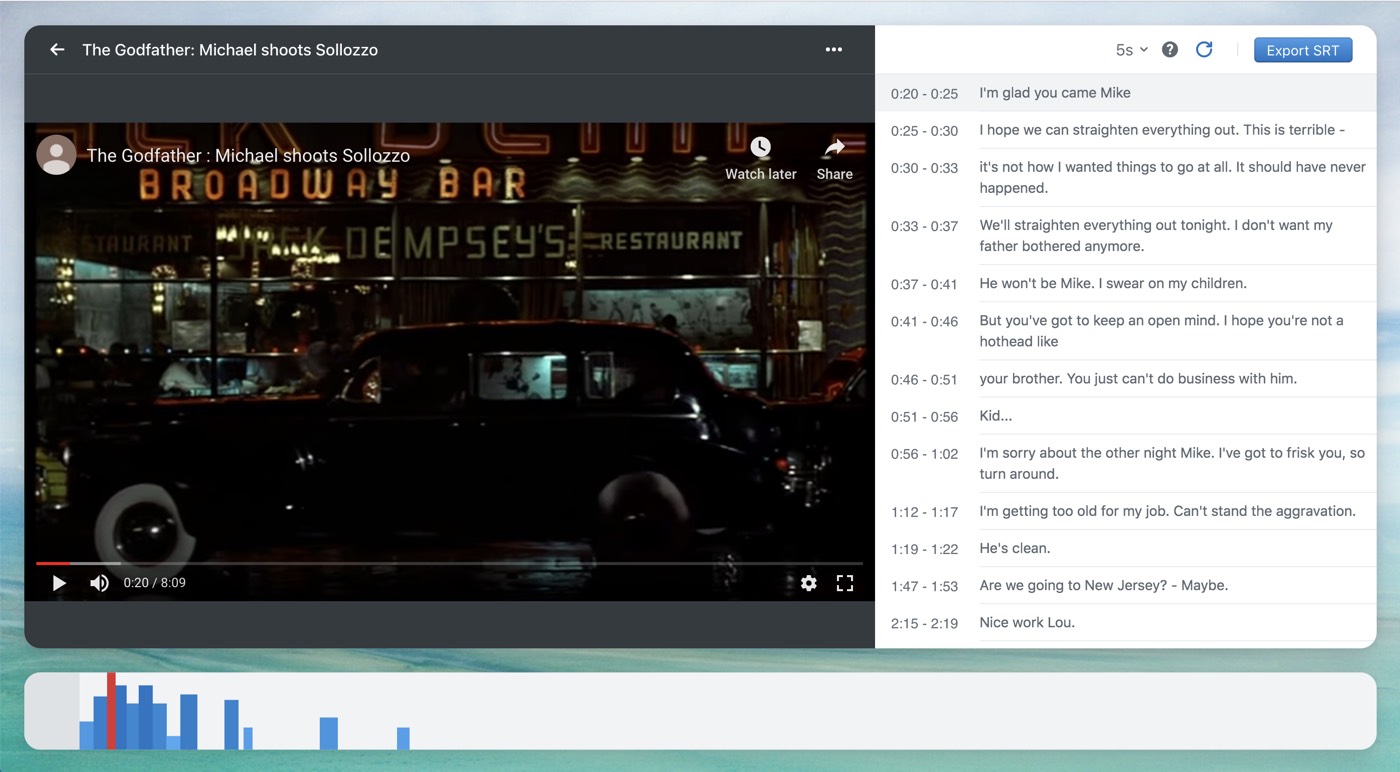 The Godfather: Michael shoots Sollozzo
5s
?
Export SRT
The Godfather : Michael shoots Sollozzo
Watch later
Share
BROADWAY BAR
JACK DEMPSEY'S
RESTAURANT
0:20 / 8:09
0:20 - 0:25 I'm glad you came Mike
0:25 - 0:30 I hope we can straighten everything out. This is terrible -
0:30 - 0:33 it's not how I wanted things to go at all. It should have never
happened.
0:33 - 0:37 We'll straighten everything out tonight. I don't want my
father bothered anymore.
0:37 - 0:41 He won't be Mike. I swear on my children.
0:41 - 0:46 But you've got to keep an open mind. I hope you're not a
hothead like
0:46 - 0:51 your brother. You just can't do business with him.
0:51 - 0:56 Kid...
0:56 - 1:02 I'm sorry about the other night Mike. I've got to frisk you, so
turn around.
1:12 - 1:17 I'm getting too old for my job. Can't stand the aggravation.
1:19 - 1:22 He's clean.
1:47 - 1:53 Are we going to New Jersey? - Maybe.
2:15 - 2:19 Nice work Lou.